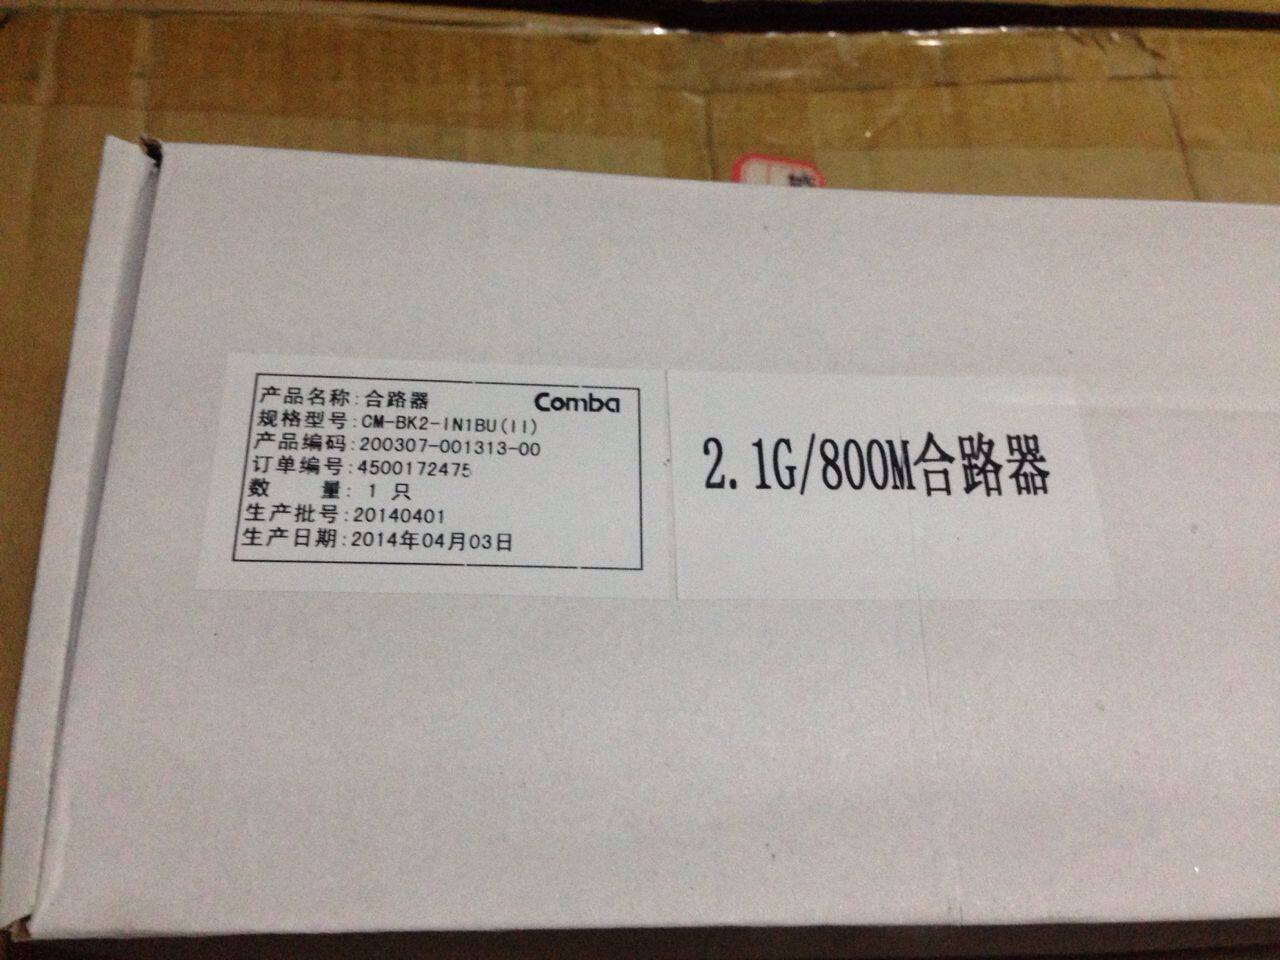 产品名称:合路器
Comba
规格型号:CM-BK2-IN1BU(II)
产品编码:200307-001313-00
订单编号:4500172475
数 量: 1 只
生产批号:20140401
生产日期:2014年04月03日
2.1G/800M合路器